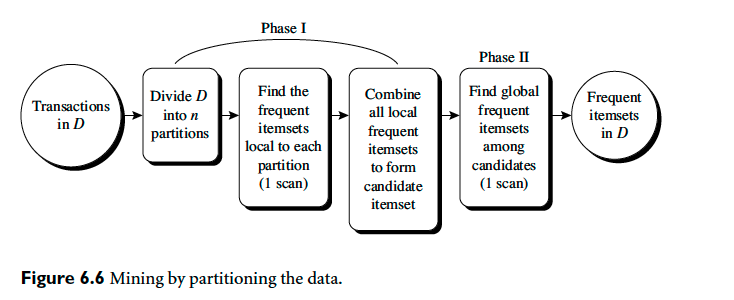 Phase I
Phase II
Transactions
in D
Divide D
into n
partitions
Find the
frequent
itemsets
local to each
partition
(1 scan)
Combine
all local
frequent
itemsets
to form
candidate
itemset
Find global
frequent
itemsets
among
candidates
(1 scan)
Frequent
itemsets
in D
Figure 6.6 Mining by partitioning the data.